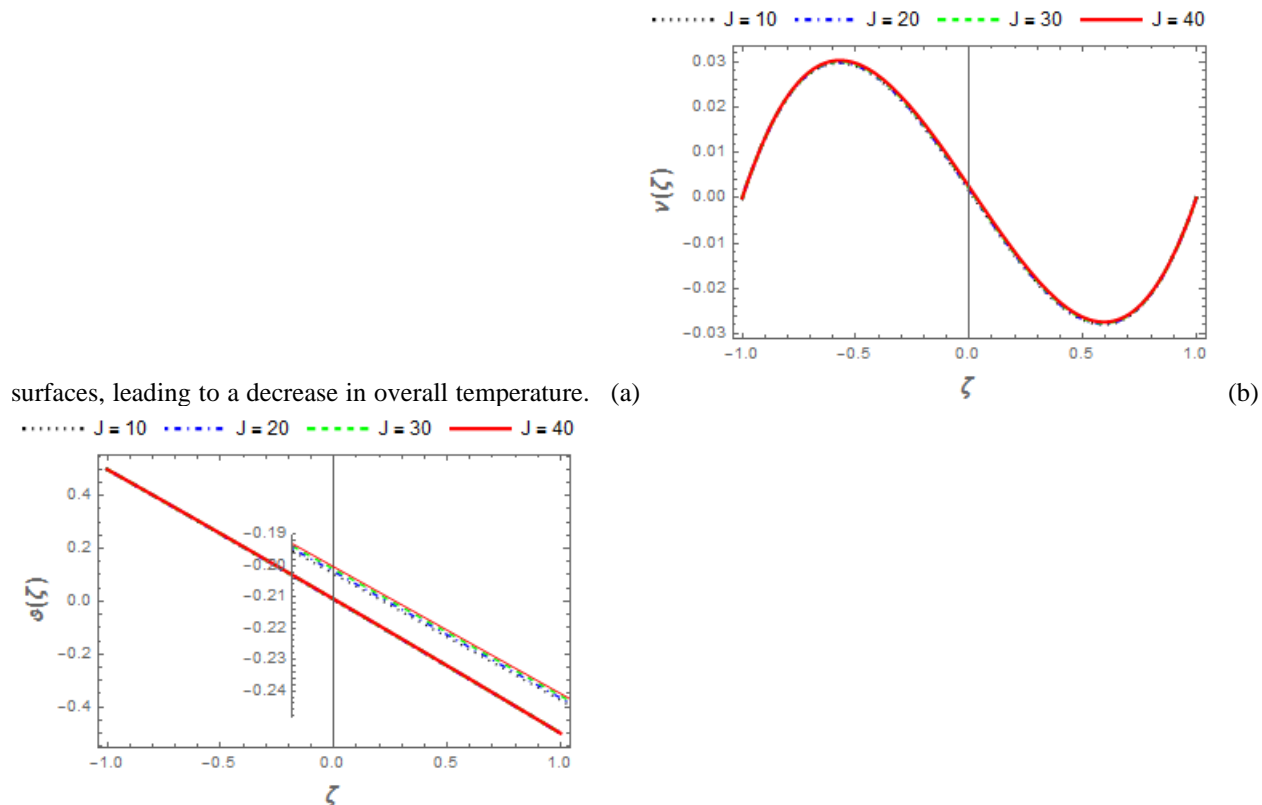 J = 10 J = 20 J = 30 J = 40
0.03
0.02
0.01
0.00
−0.01
−0.02
−0.03
ν(ζ)
−1.0 −0.5 0.0 0.5 1.0
ζ
surfaces, leading to a decrease in overall temperature. (a) (b)
J = 10 J = 20 J = 30 J = 40
0.4
0.2
0.0
−0.2
−0.4
ϑ(ζ)
−0.19
−0.20
−0.21
−0.22
−0.23
−0.24
−1.0 −0.5 0.0 0.5 1.0
ζ